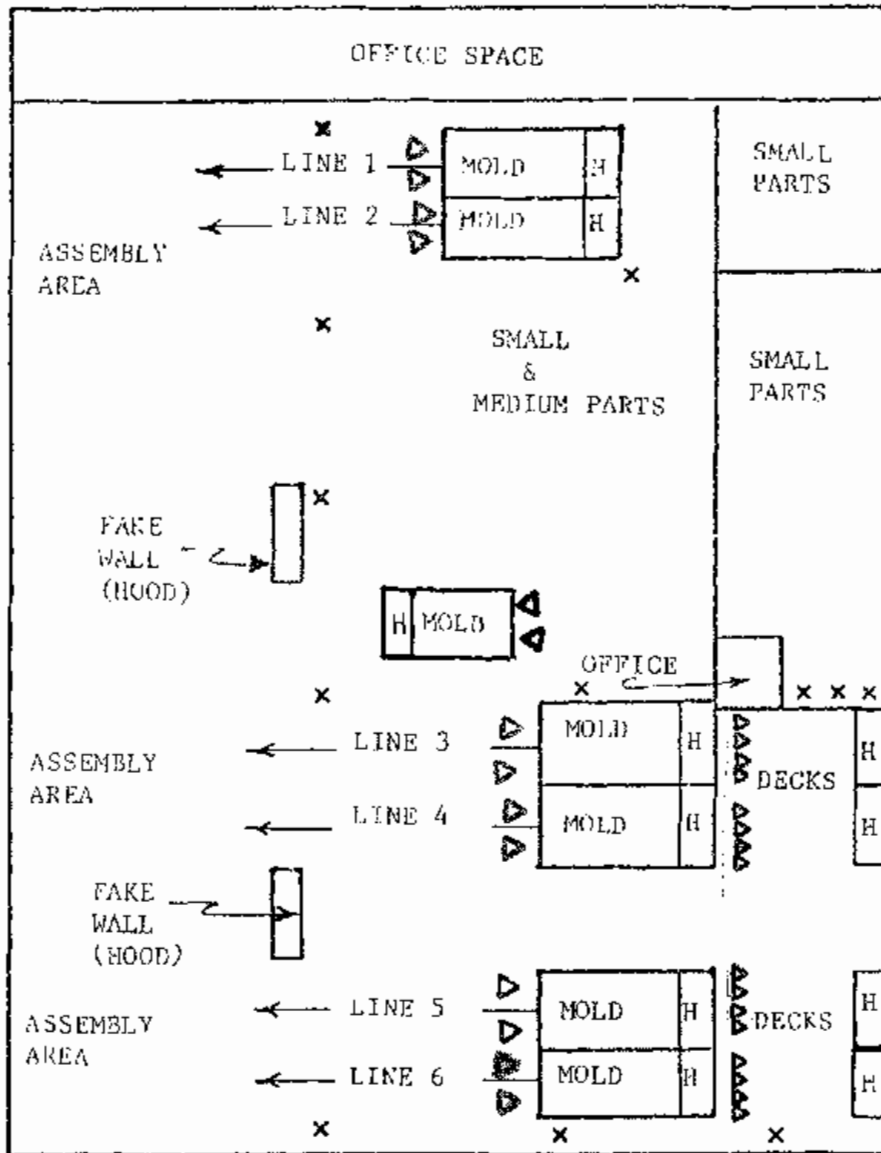 OFFICE SPACE
LINE 1
MOLD
H
SMALL
PARTS
LINE 2
MOLD
H
ASSEMBLY
AREA
SMALL
&
MEDIUM PARTS
SMALL
PARTS
FAKE
WALL
(HOOD)
H
MOLD
OFFICE
LINE 3
MOLD
H
H
ASSEMBLY
AREA
DECKS
LINE 4
MOLD
H
H
FAKE
WALL
(HOOD)
LINE 5
MOLD
H
H
ASSEMBLY
AREA
DECKS
LINE 6
MOLD
H
H